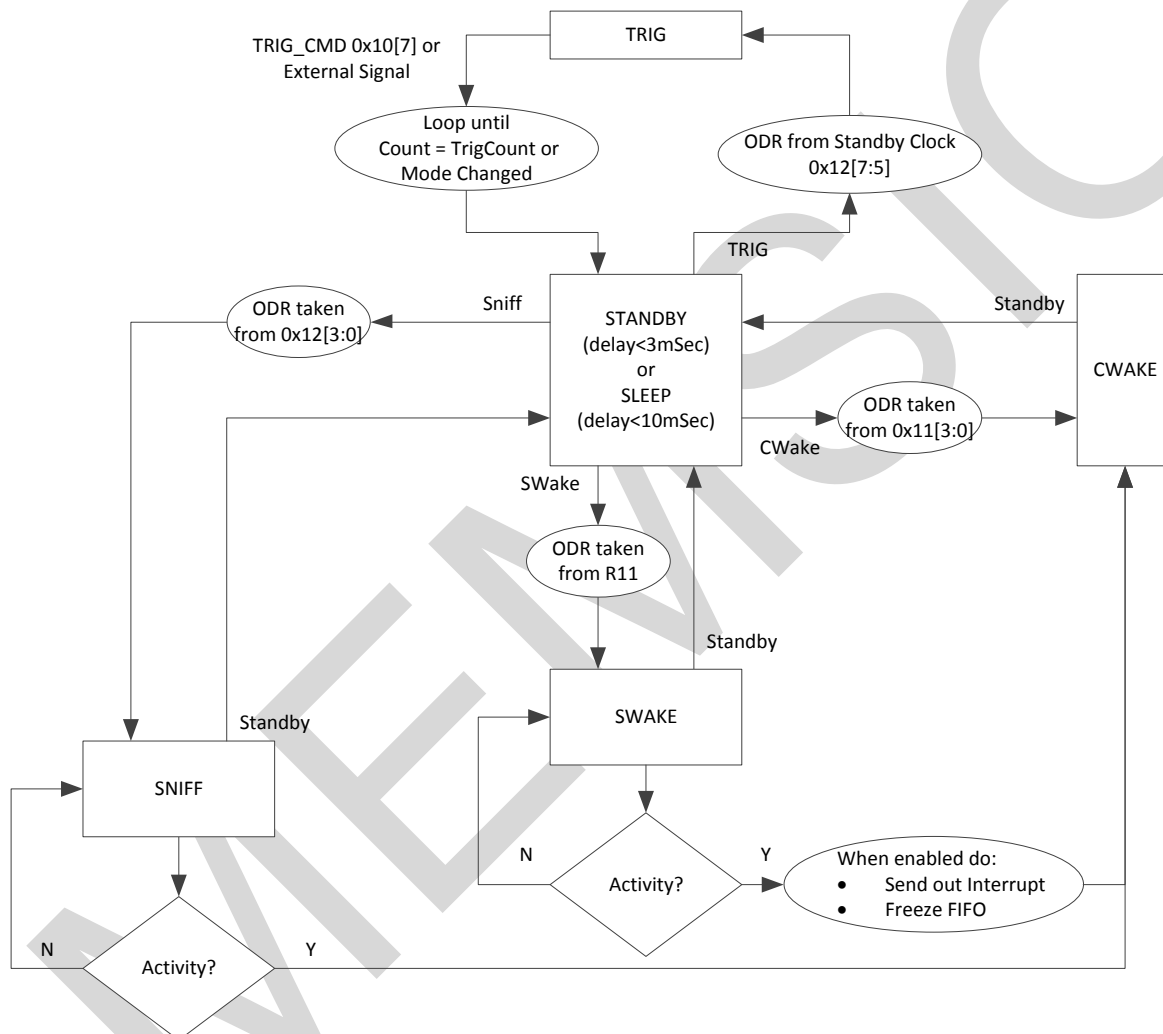 TRIG
TRIG_CMD 0x10[7] or
External Signal
Loop until
Count = TrigCount or
Mode Changed
ODR from Standby Clock
0x12[7:5]
TRIG
Sniff
ODR taken
from 0x12[3:0]
STANDBY
(delay<3mSec)
or
SLEEP
(delay<10mSec)
Standby
CWAKE
ODR taken
from 0x11[3:0]
CWake
SWake
ODR taken
from R11
Standby
SWAKE
Standby
SNIFF
N
Activity?
Y
When enabled do:
● Send out Interrupt
● Freeze FIFO
N
Activity?
Y
MEMSIC